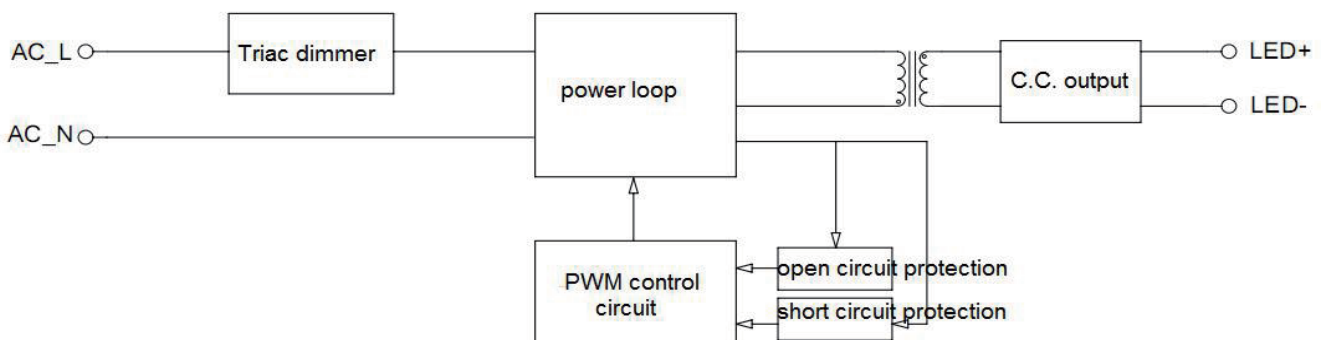 AC_L
Triac dimmer
power loop
C.C. output
LED+
LED-
AC_N
PWM control
circuit
open circuit protection
short circuit protection